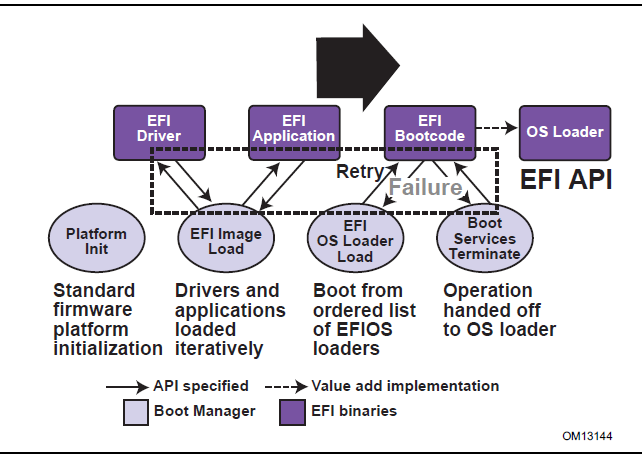 EFI
Driver
EFI
Application
EFI
Bootcode
OS Loader
Retry
Failure
EFI API
Platform
Init
EFI Image
Load
EFI
OS Loader
Load
Boot
Services
Terminate
Standard
firmware
platform
initialization
Drivers and
applications
loaded
iteratively
Boot from
ordered list
of EFIOS
loaders
Operation
handed off
to OS loader
API specified
Value add implementation
Boot Manager
EFI binaries
OM13144